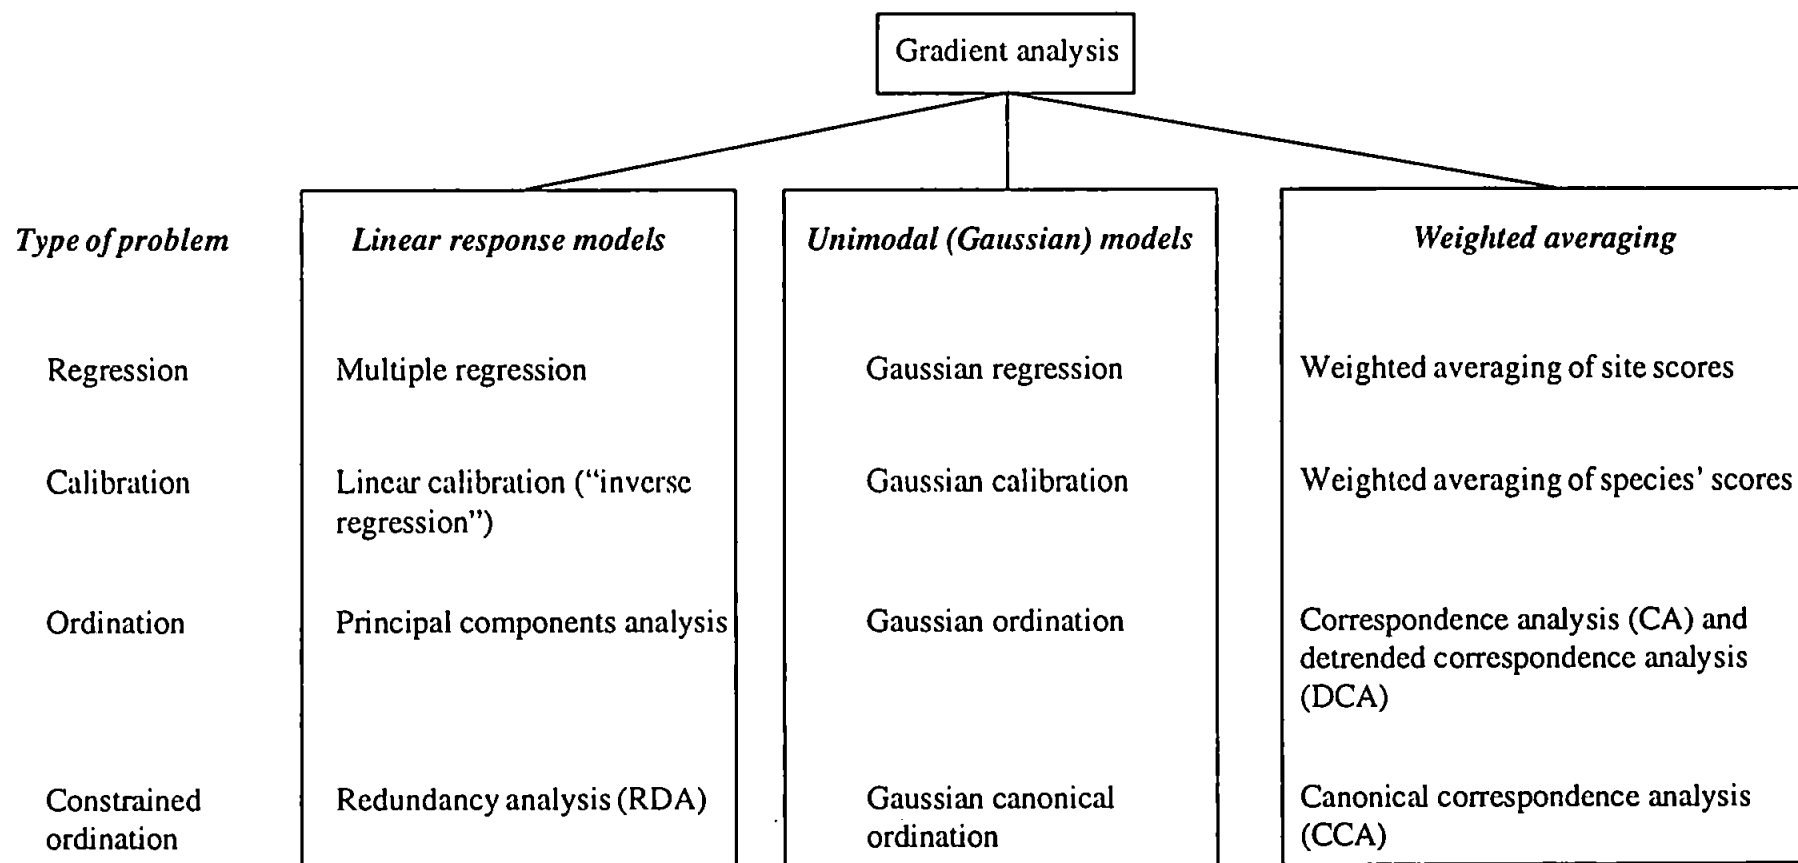 Gradient analysis
Type of problem
Linear response models
Unimodal (Gaussian) models
Weighted averaging
Regression
Multiple regression
Gaussian regression
Weighted averaging of site scores
Calibration
Linear calibration (“inverse
regression”)
Gaussian calibration
Weighted averaging of species' scores
Ordination
Principal components analysis
Gaussian ordination
Correspondence analysis (CA) and
detrended correspondence analysis
(DCA)
Constrained
ordination
Redundancy analysis (RDA)
Gaussian canonical
ordination
Canonical correspondence analysis
(CCA)